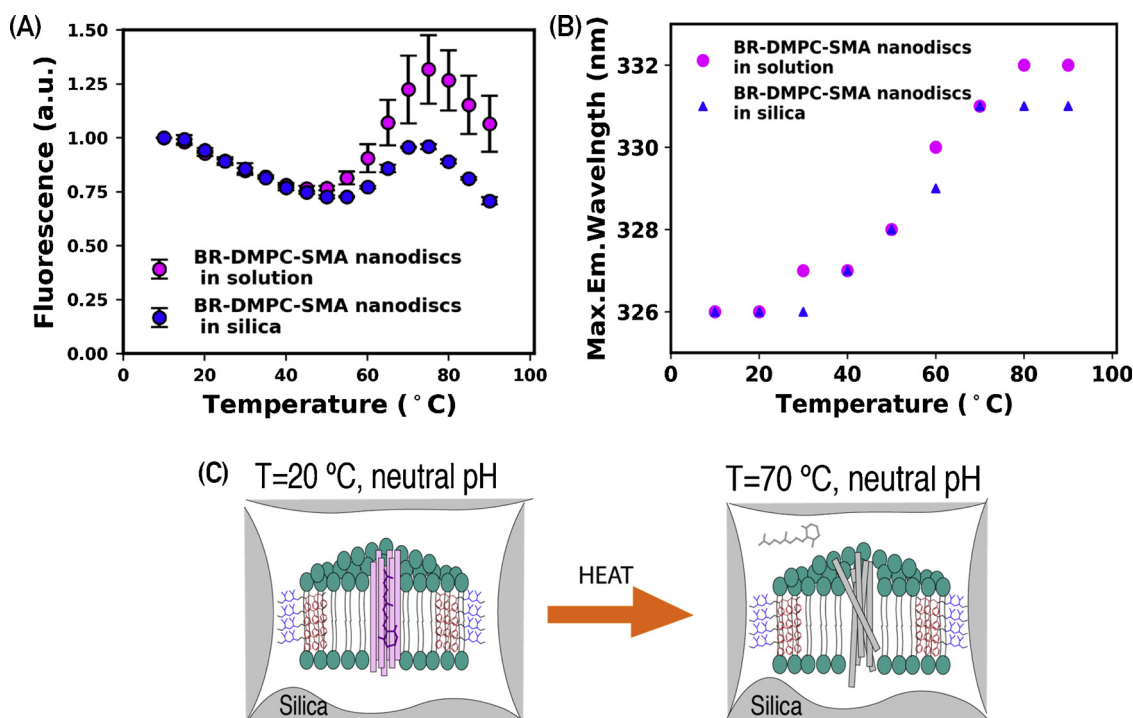 (A)
Fluorescence (a.u.)
1.50
1.25
1.00
0.75
0.50
0.25
0.00
BR-DMPC-SMA nanodiscs
in solution
BR-DMPC-SMA nanodiscs
in silica
0 20 40 60 80 100
Temperature (°C)
(B)
Max.Em.Wavelngth (nm)
332
330
328
326
BR-DMPC-SMA nanodiscs
in solution
BR-DMPC-SMA nanodiscs
in silica
0 20 40 60 80 100
Temperature (°C)
(C)
T=20 ºC, neutral pH
Silica
HEAT
T=70 ºC, neutral pH
Silica